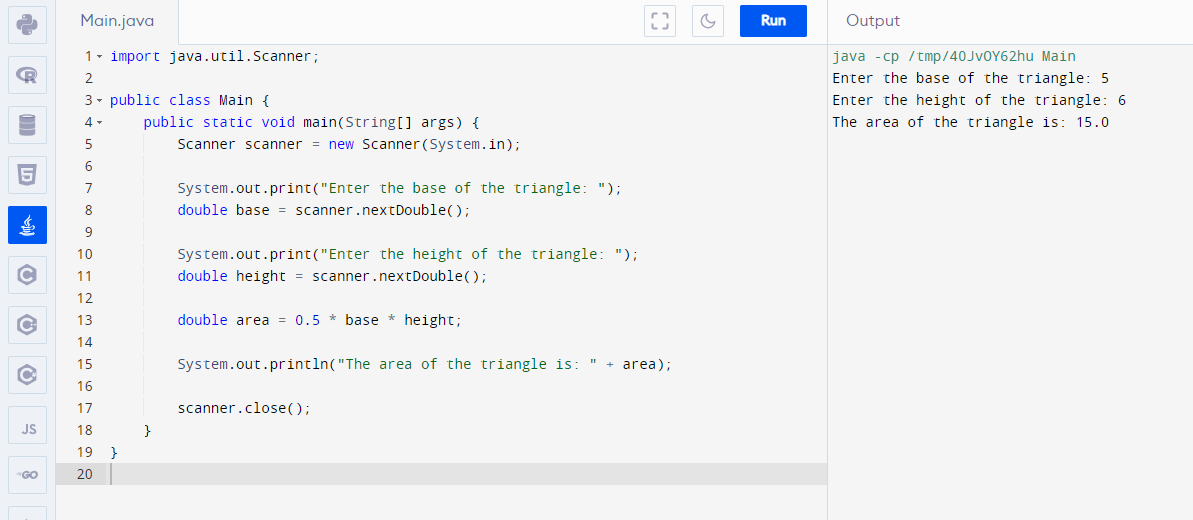 Main.java
Run
Output
1 import java.util.Scanner;
2
3 public class Main {
4 public static void main(String[] args) {
5 Scanner scanner = new Scanner(System.in);
6
7 System.out.print("Enter the base of the triangle: ");
8 double base = scanner.nextDouble();
9
10 System.out.print("Enter the height of the triangle: ");
11 double height = scanner.nextDouble();
12
13 double area = 0.5 * base * height;
14
15 System.out.println("The area of the triangle is: " + area);
16
17 scanner.close();
18 }
19 }
20
java -cp /tmp/4OJvOY62hu Main
Enter the base of the triangle: 5
Enter the height of the triangle: 6
The area of the triangle is: 15.0
R
5
C
C
C
JS
GO